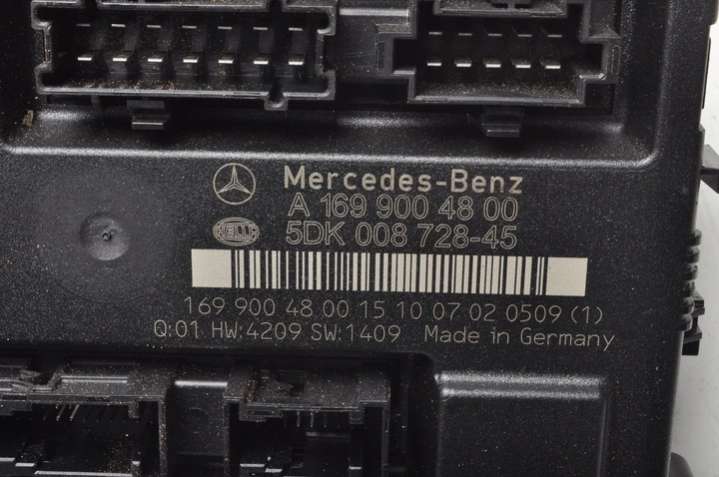 Mercedes-Benz
A 169 900 48 00
HELLA
5DK 008 728-45
169 900 48 00 15 10 07 02 0509 (1)
Q:01 HW:4209 SW:1409 Made in Germany